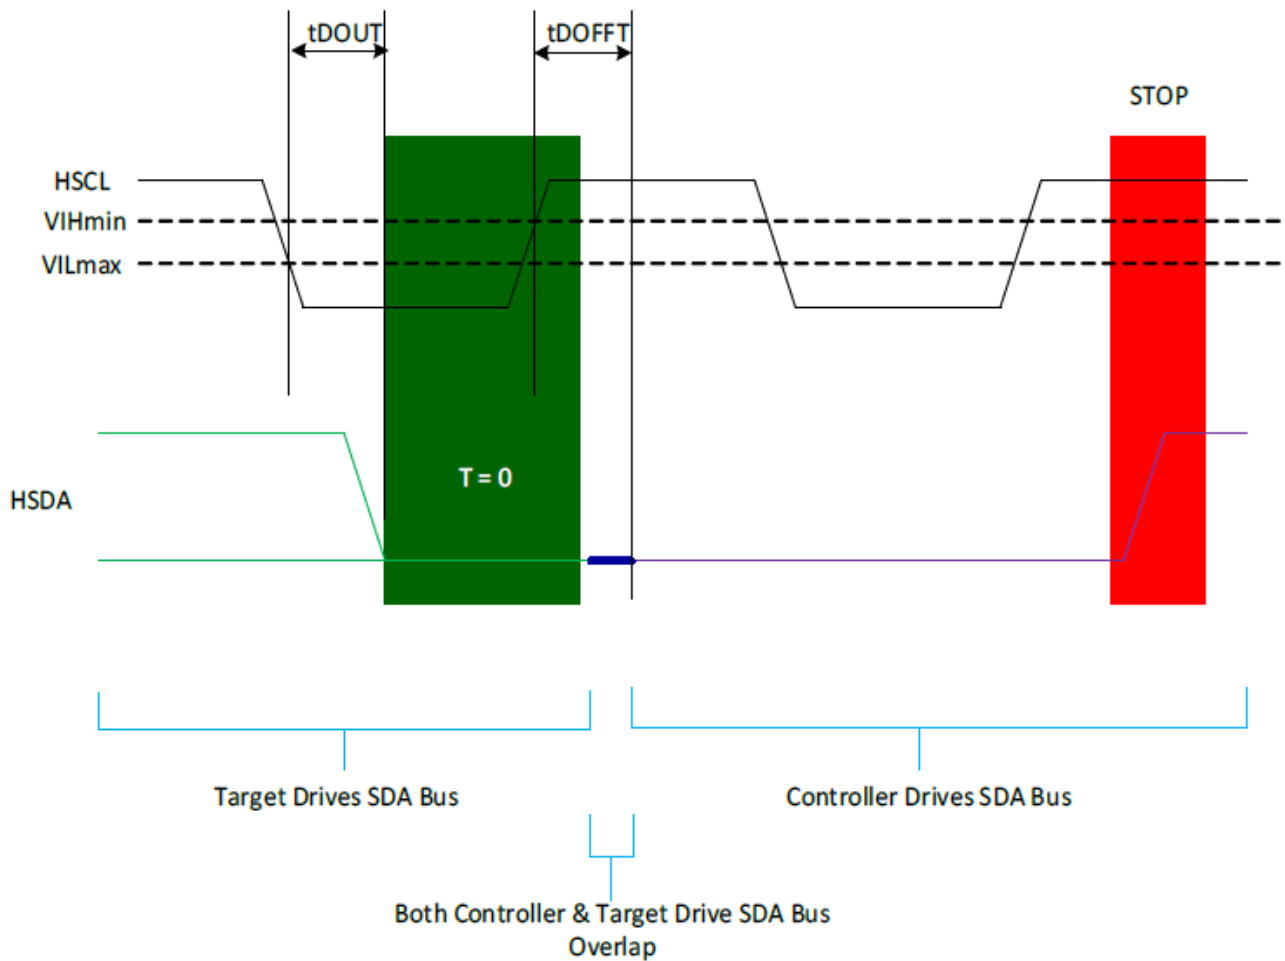 tDOUT
tDOFFT
STOP
HSCL
VIHmin
VILmax
T = 0
HSDA
Target Drives SDA Bus
Controller Drives SDA Bus
Both Controller & Target Drive SDA Bus
Overlap